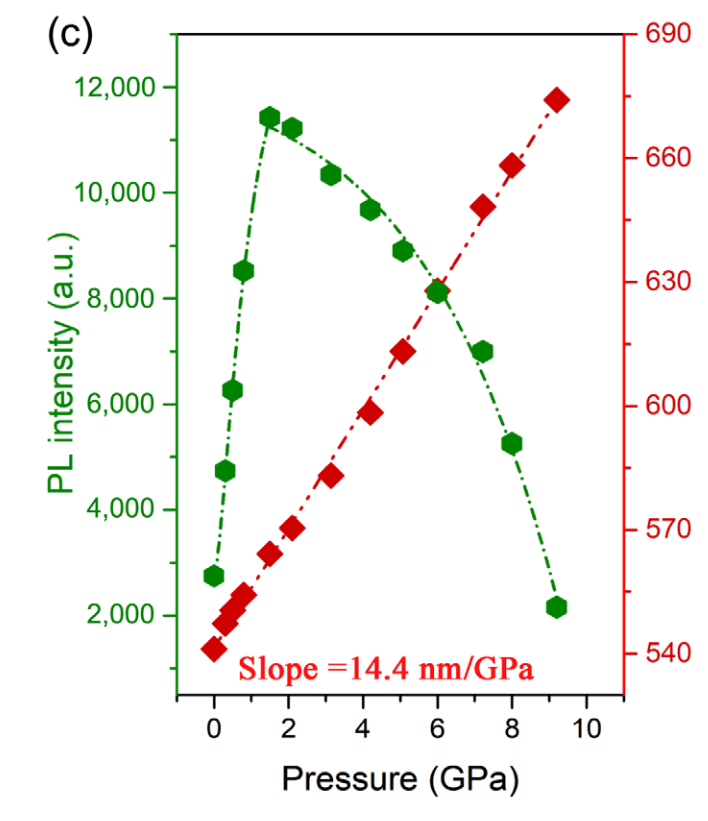 (c)
690
12,000
660
10,000
PL intensity (a.u.)
630
8,000
6,000
600
4,000
570
2,000
540
Slope =14.4 nm/GPa
0 2 4 6 8 10
Pressure (GPa)